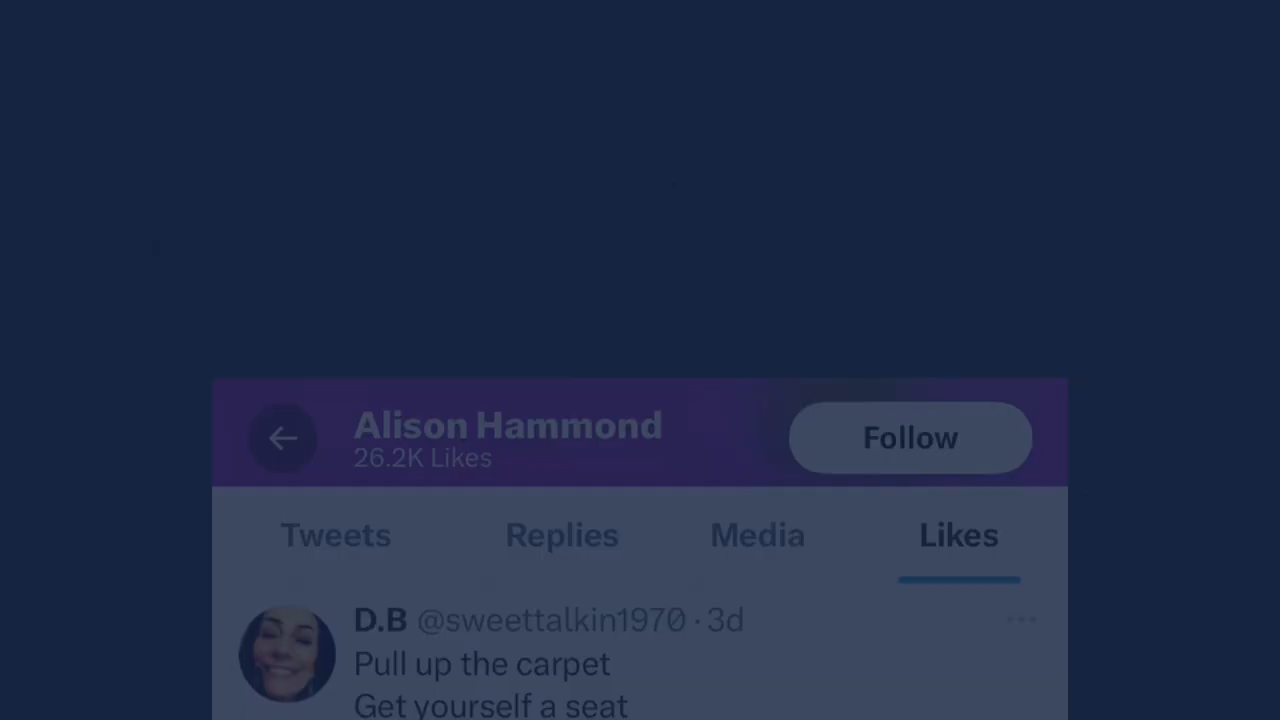 Alison Hammond
26.2K Likes
Follow
Tweets Replies Media Likes
D.B @sweettalkin1970 · 3d
Pull up the carpet
Get yourself a seat